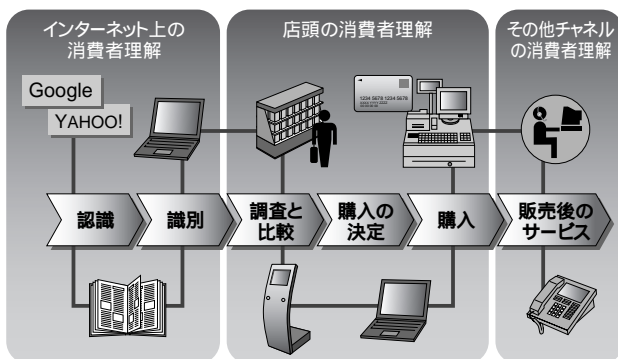 インターネット上の
消費者理解
店頭の消費者理解
その他チャネル
の消費者理解
Google
YAHOO!
1234 5678 1234 5678
認識
識別
調査と
比較
購入の
決定
購入
販売後の
サービス